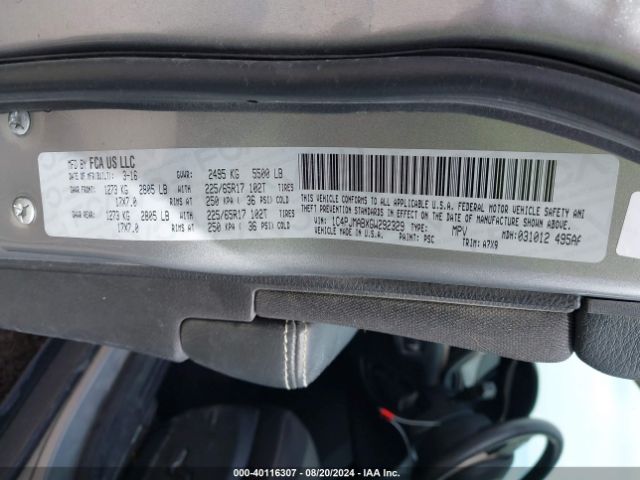 MFD BY FCA US LLC
DATE OF MFR/BUILT: 3-16 GVWR: 2495 KG 5500 LB
GAWR FRONT: 1273 KG 2805 LB WITH 225/65R17 102T TIRES
17X7.0 RIMS AT 250 KPA ( 36 PSI) COLD
GAWR REAR: 1273 KG 2805 LB WITH 225/65R17 102T TIRES
17X7.0 RIMS AT 250 KPA ( 36 PSI) COLD
THIS VEHICLE CONFORMS TO ALL APPLICABLE U.S. FEDERAL MOTOR VEHICLE SAFETY AND
THEFT PREVENTION STANDARDS IN EFFECT ON THE DATE OF MANUFACTURE SHOWN ABOVE.
VIN: 1C4PJMABXGW292329 TYPE: MPV MDH: 031012 495AF
VEHICLE MADE IN U.S.A. PAINT: PSC TRIM: A7X9
000-40116307 - 08/20/2024 - IAA Inc.